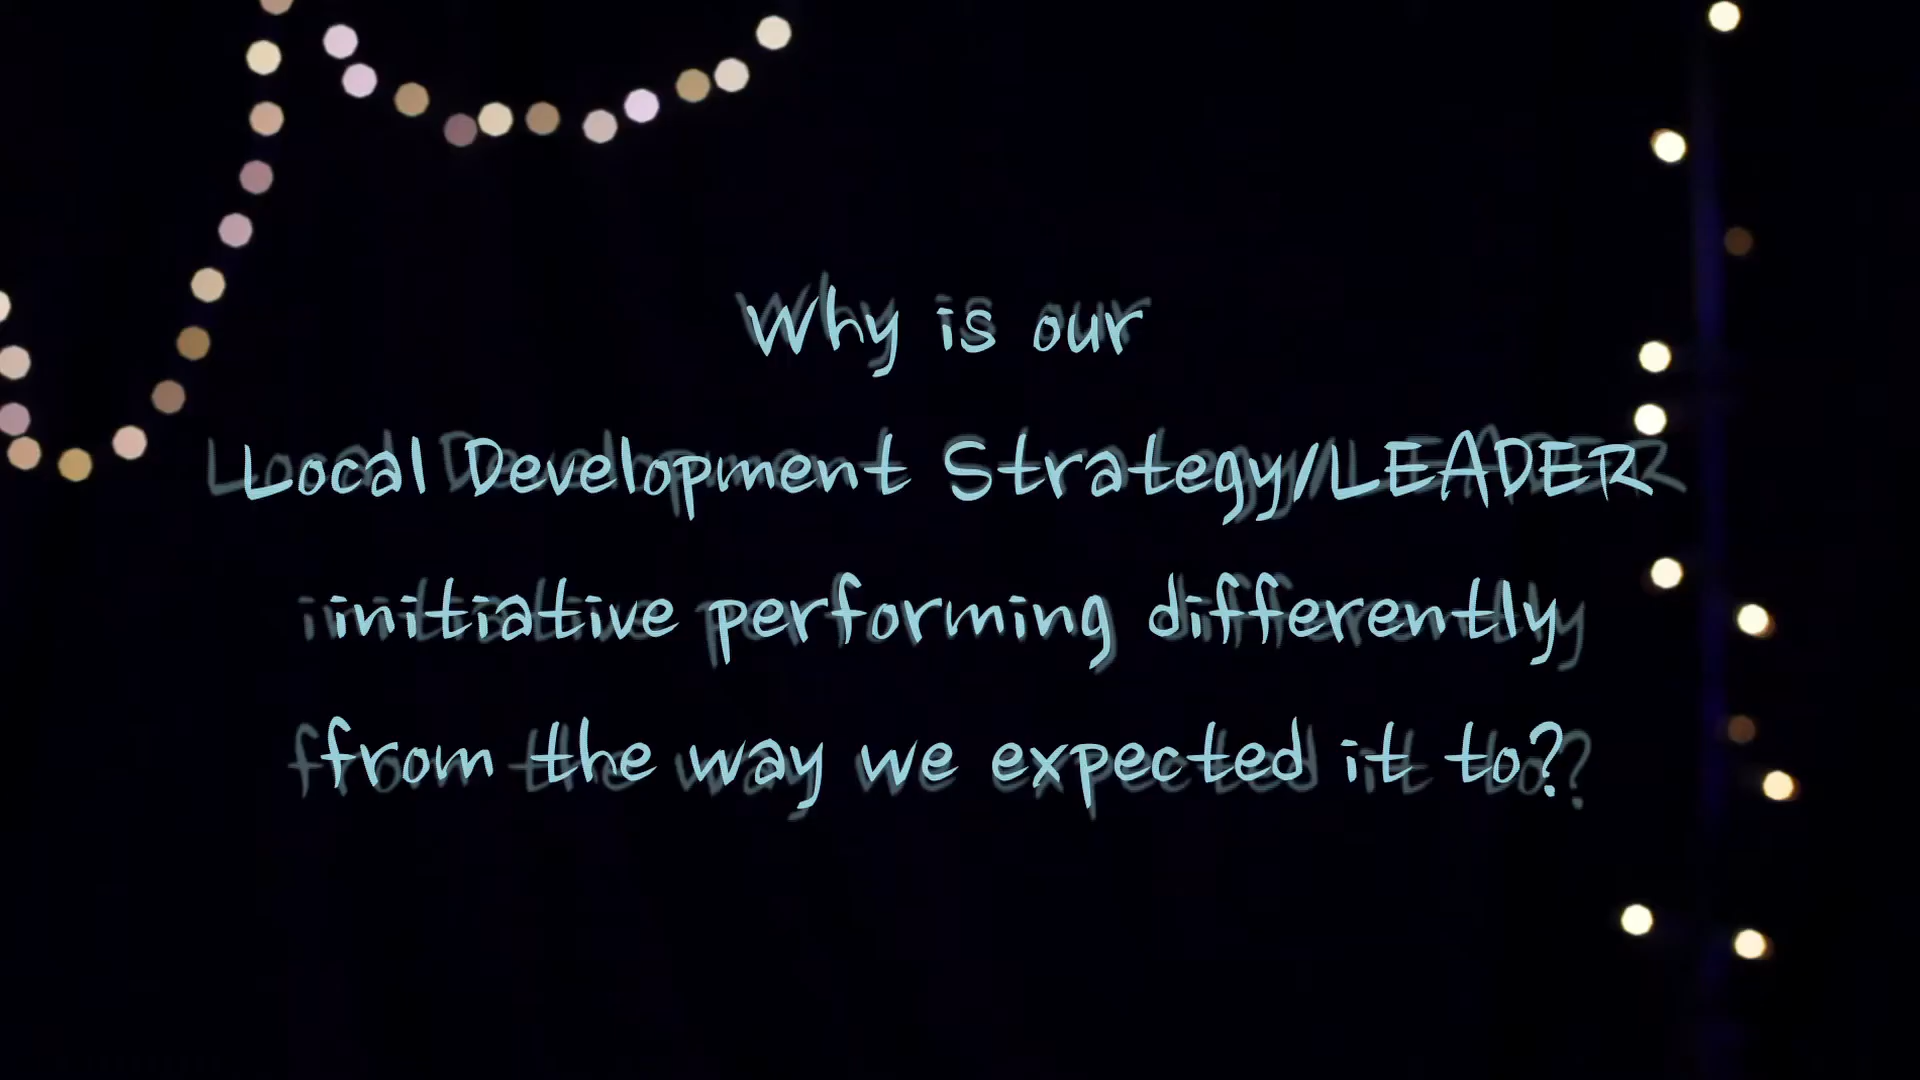 Why is our
Local Development Strategy/LEADER
initiative performing differently
from the way we expected it to?